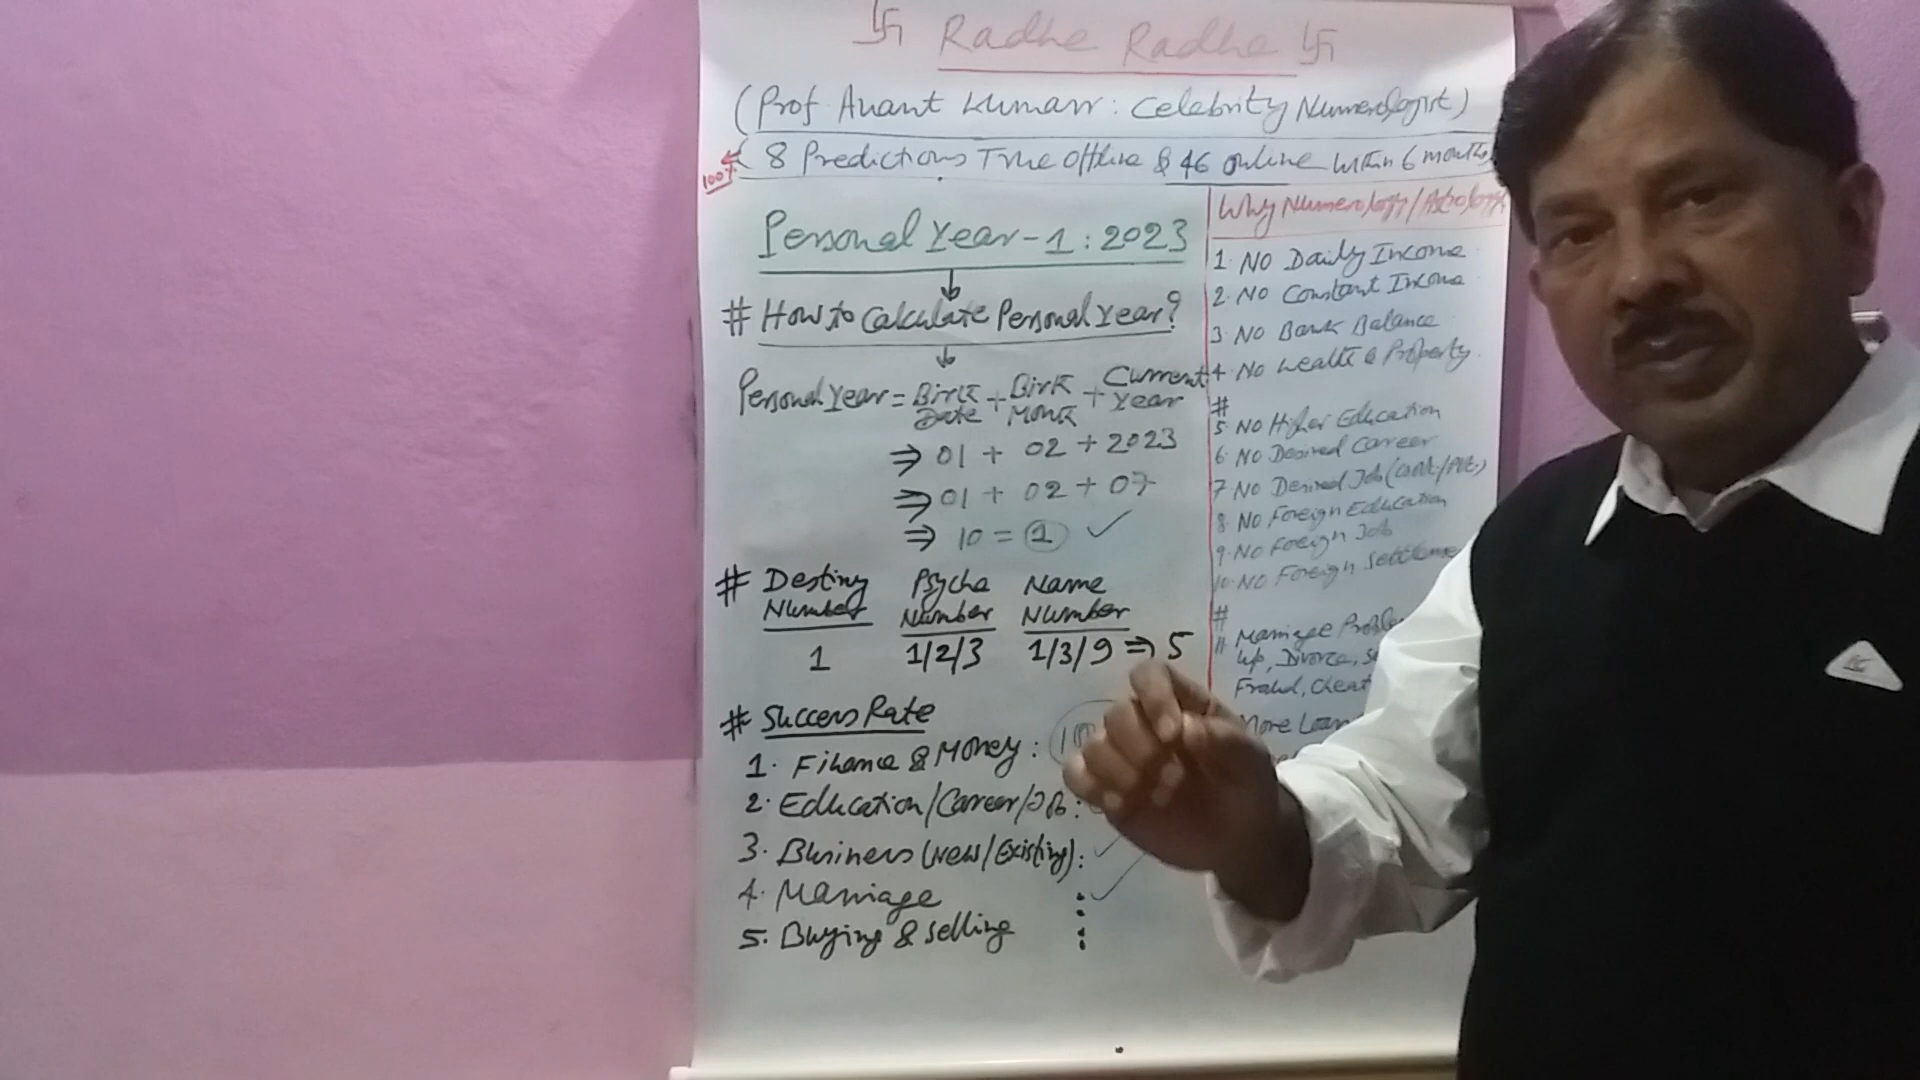 卐 Radhe Radhe 卐
(Prof. Anant Kumarr: Celebrity Numerologist)
100%
8 Predictions True Offline & 46 online within 6 months
Personal Year-1: 2023
# How to Calculate Personal Year?
Personal Year = Birth Date + Birth Month + Current Year
⇒ 01 + 02 + 2023
⇒ 01 + 02 + 07
⇒ 10 = 1 ✓
# Destiny Number Psyche Number Name Number
1 1/2/3 1/3/9 ⇒ 5
# Success Rate
1. Finance & Money:
2. Education/Career/Job:
3. Business (New/Existing):
4. Marriage
5. Buying & Selling
Why Numerology/Astrology
1. No Daily Income
2. No Constant Income
3. No Bank Balance
4. No Wealth & Property
#
5 No Higher Education
6. No Desired Career
7. No Desired Job (Govt./Pvt.)
8. No Foreign Education
9. No Foreign Job
10. No Foreign
#
11 Marriage
up, Divorce,
Fraud, Cheat
More Loan